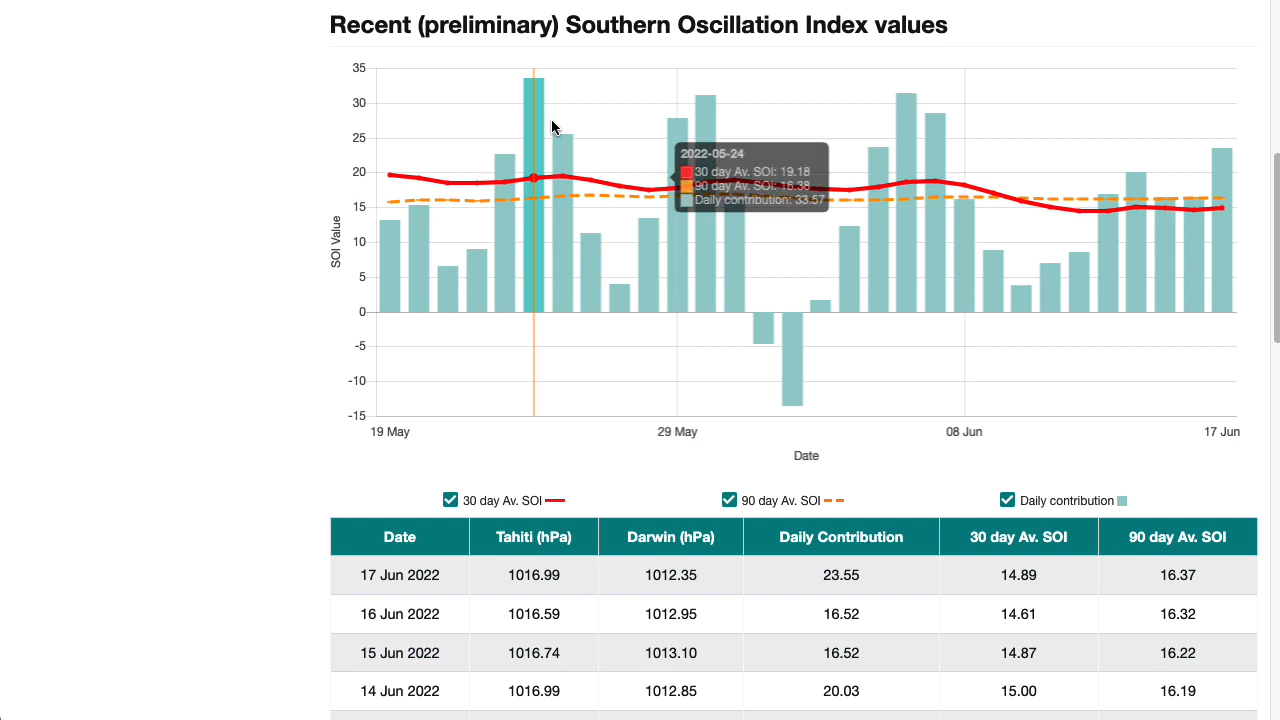 Recent (preliminary) Southern Oscillation Index values
35
30
25
20
15
10
5
0
-5
-10
-15
SOI Value
2022-05-24
30 day Av. SOI: 19.18
90 day Av. SOI: 16.38
Daily contribution: 33.57
19 May 29 May 08 Jun 17 Jun
Date
30 day Av. SOI 90 day Av. SOI Daily contribution
Date Tahiti (hPa) Darwin (hPa) Daily Contribution 30 day Av. SOI 90 day Av. SOI
17 Jun 2022 1016.99 1012.35 23.55 14.89 16.37
16 Jun 2022 1016.59 1012.95 16.52 14.61 16.32
15 Jun 2022 1016.74 1013.10 16.52 14.87 16.22
14 Jun 2022 1016.99 1012.85 20.03 15.00 16.19